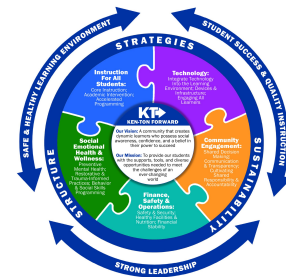 SAFE & HEALTHY LEARNING ENVIRONMENT
STUDENT SUCCESS & QUALITY INSTRUCTION
STRONG LEADERSHIP
STRATEGIES
STRUCTURE
SUSTAINABILITY
Instruction For
All Students:
Core Instruction
Academic Intervention;
Accelerated
Programming
Technology:
Integrate Technology
into the Learning
Environment; Devices &
Infrastructure;
Engaging All
Learners
KT
KEN-TON FORWARD
Our Vision: A community that creates
dynamic learners who possess social
awareness, confidence, and a belief in
their power to succeed
Our Mission: To provide our students
with the supports, tools, and diverse
opportunities required to meet
the challenges of an
ever-changing
world.
Social
Emotional
Health &
Wellness:
Preventive
Mental Health;
Restorative &
Trauma-Informed
Practices; Behavior
& Social Skills
Programming
Community
Engagement:
Shared Decision
Making;
Communication
& Transparency;
Cultivating
Shared
Responsibility &
Accountability
Finance,
Safety &
Operations:
Safety & Security;
Healthy Facilities &
Nutrition; Financial
Stability